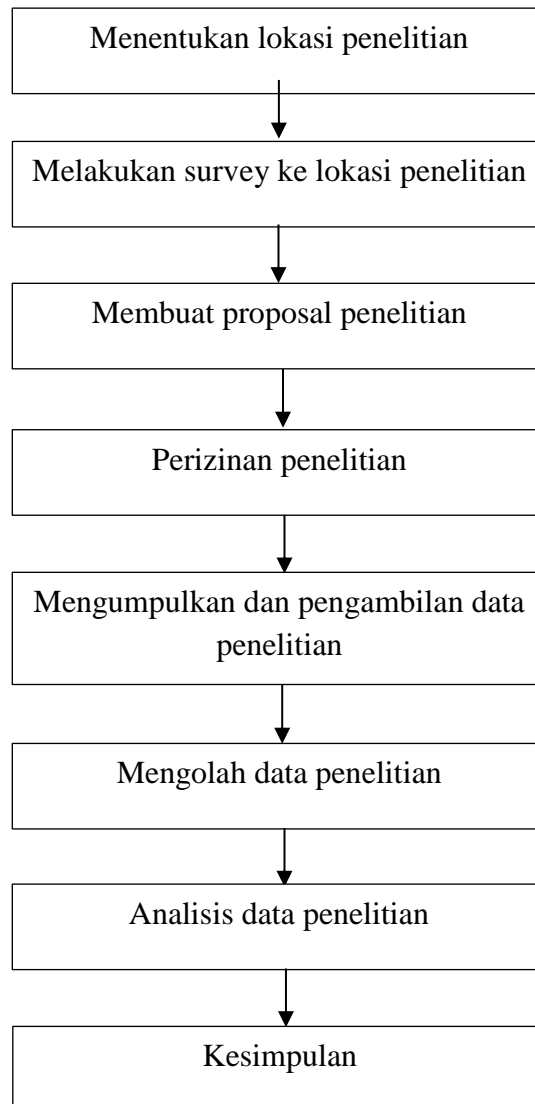 Menentukan lokasi penelitian
Melakukan survey ke lokasi penelitian
Membuat proposal penelitian
Perizinan penelitian
Mengumpulkan dan pengambilan data
penelitian
Mengolah data penelitian
Analisis data penelitian
Kesimpulan